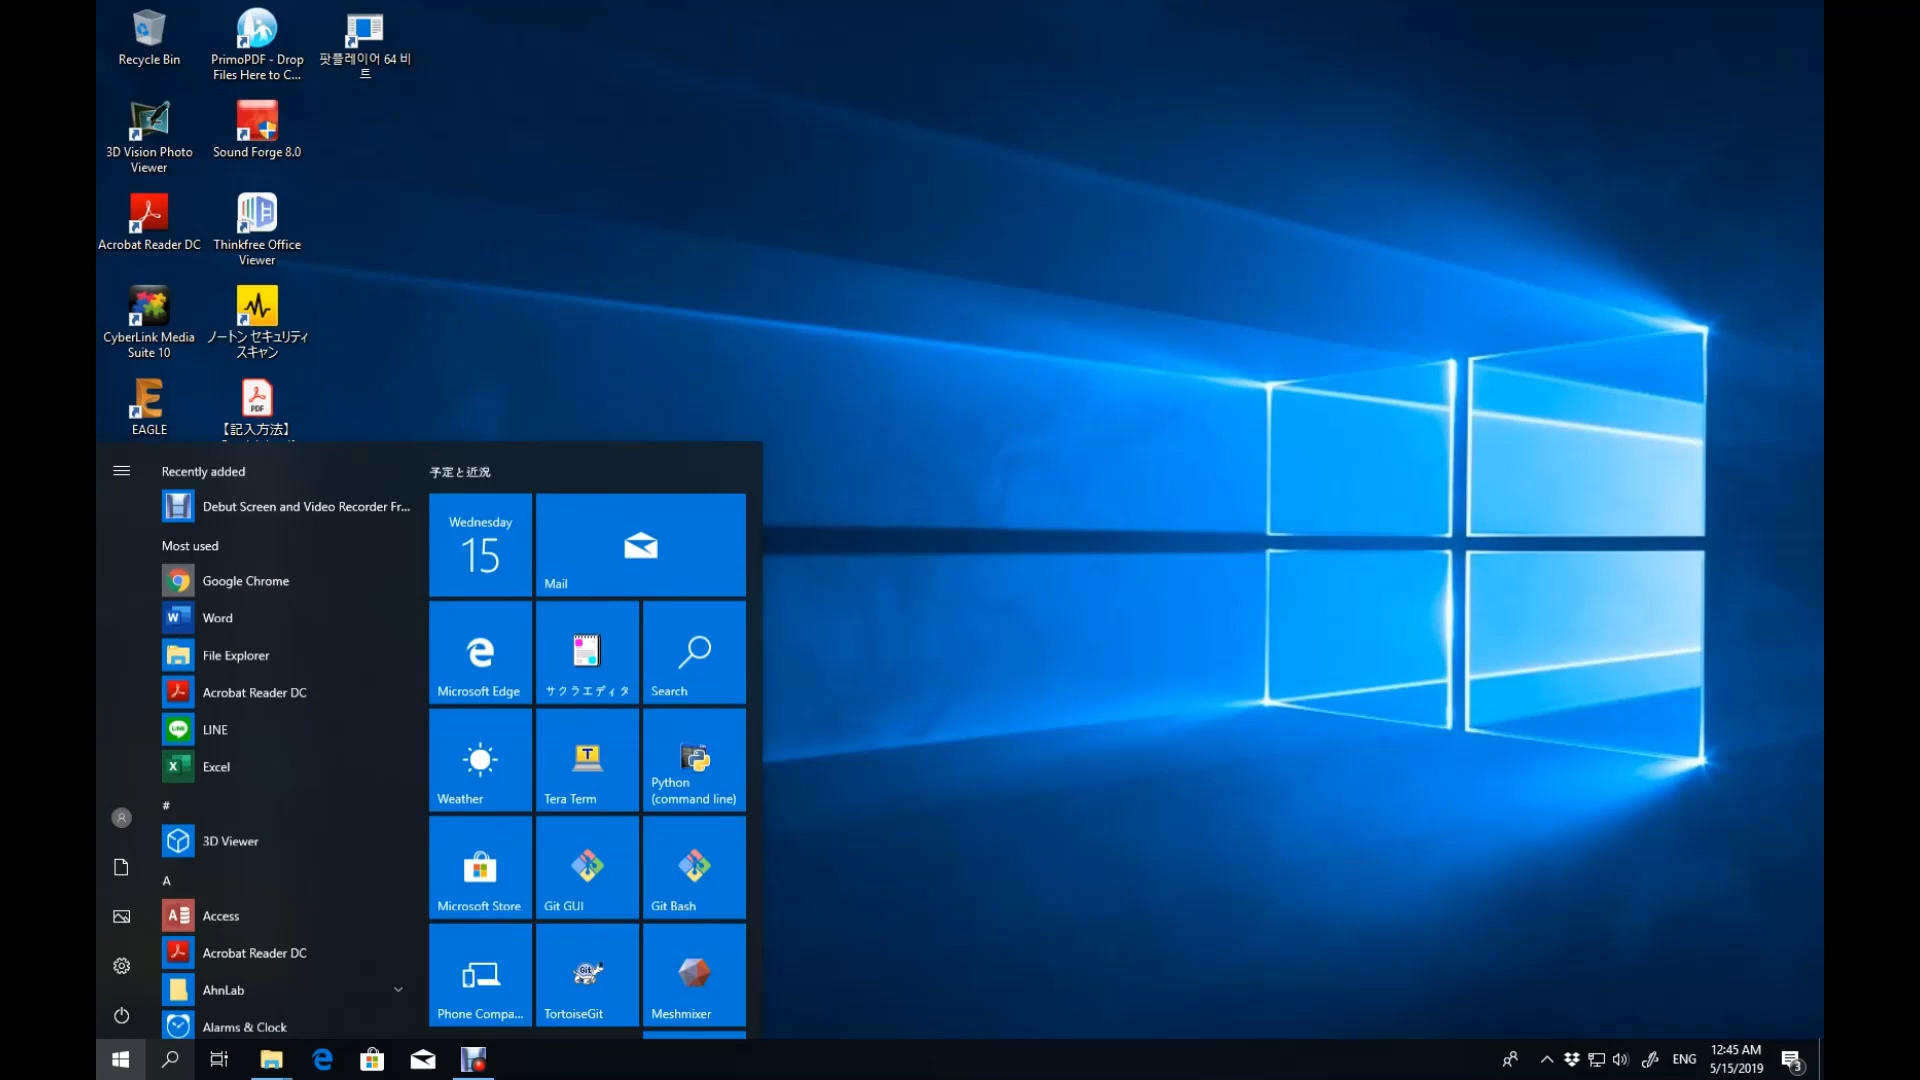 Recycle Bin
PrimoPDF - Drop
Files Here to C...
팟플레이어 64 비
트
3D Vision Photo
Viewer
Sound Forge 8.0
Acrobat Reader DC
Thinkfree Office
Viewer
CyberLink Media
Suite 10
ノートン セキュリティ
スキャン
EAGLE
PDF
【記入方法】
Recently added
Debut Screen and Video Recorder Fr...
Most used
Google Chrome
Word
File Explorer
Acrobat Reader DC
LINE
Excel
#
3D Viewer
A
Access
Acrobat Reader DC
AhnLab
Alarms & Clock
予定と近況
Wednesday
15
Mail
Microsoft Edge
サクラエディタ
Search
Weather
Tera Term
Python
(command line)
Microsoft Store
Git GUI
Git Bash
Phone Compa...
TortoiseGit
Meshmixer
ENG
12:45 AM
5/15/2019
3